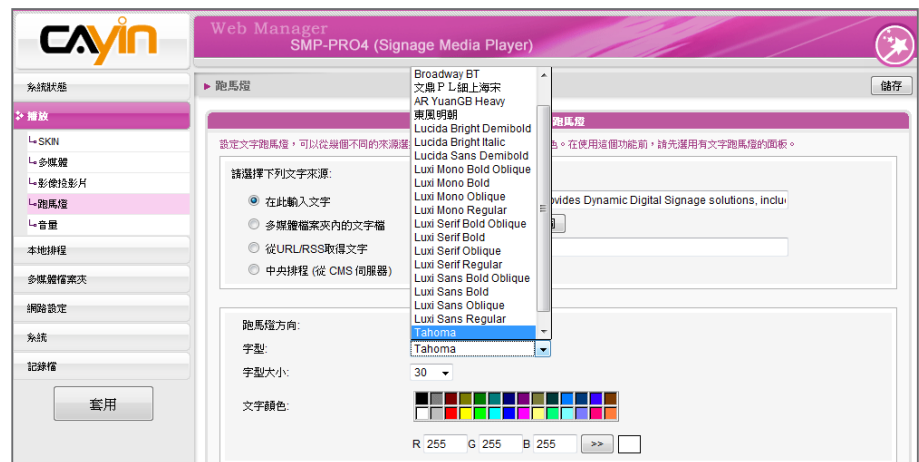 CAYIN
Web Manager
SMP-PRO4 (Signage Media Player)
系統狀態
播放
SKIN
多媒體
影像投影片
跑馬燈
音量
本地排程
多媒體檔案夾
網路設定
系統
記錄檔
套用
跑馬燈
儲存
跑馬燈
設定文字跑馬燈，可以從幾個不同的來源選
色。在使用這個功能前，請先選用有文字跑馬燈的面板。
請選擇下列文字來源:
在此輸入文字
vides Dynamic Digital Signage solutions, inclu
多媒體檔案夾內的文字檔
從URL/RSS取得文字
中央排程 (從 CMS 伺服器)
Broadway BT
文鼎ＰＬ細上海宋
AR YuanGB Heavy
東風明朝
Lucida Bright Demibold
Lucida Bright Italic
Lucida Sans Demibold
Luxi Mono Bold Oblique
Luxi Mono Bold
Luxi Mono Oblique
Luxi Mono Regular
Luxi Serif Bold Oblique
Luxi Serif Bold
Luxi Serif Oblique
Luxi Serif Regular
Luxi Sans Bold Oblique
Luxi Sans Bold
Luxi Sans Oblique
Luxi Sans Regular
Tahoma
跑馬燈方向:
字型:
Tahoma
字型大小:
30
文字顏色:
R 255 G 255 B 255 >>